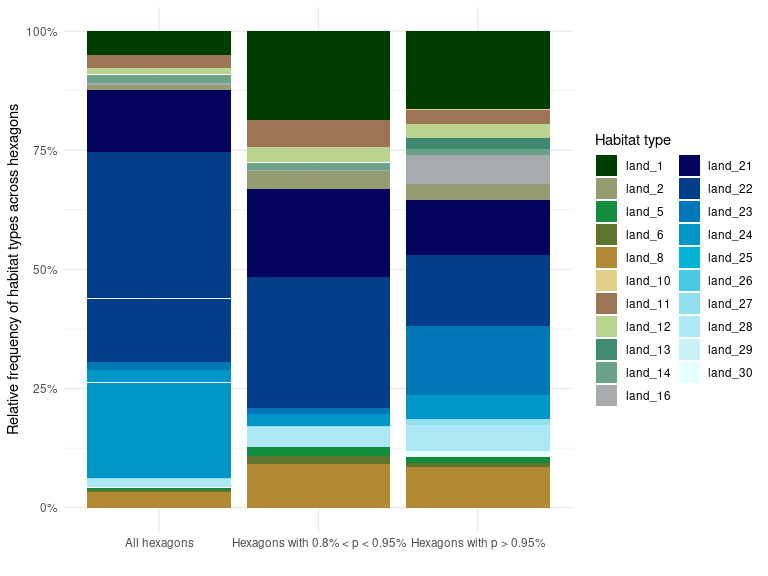 Relative frequency of habitat types across hexagons
100%
75%
50%
25%
0%
All hexagons
Hexagons with 0.8% < p < 0.95%
Hexagons with p > 0.95%
Habitat type
land_1
land_2
land_5
land_6
land_8
land_10
land_11
land_12
land_13
land_14
land_16
land_21
land_22
land_23
land_24
land_25
land_26
land_27
land_28
land_29
land_30